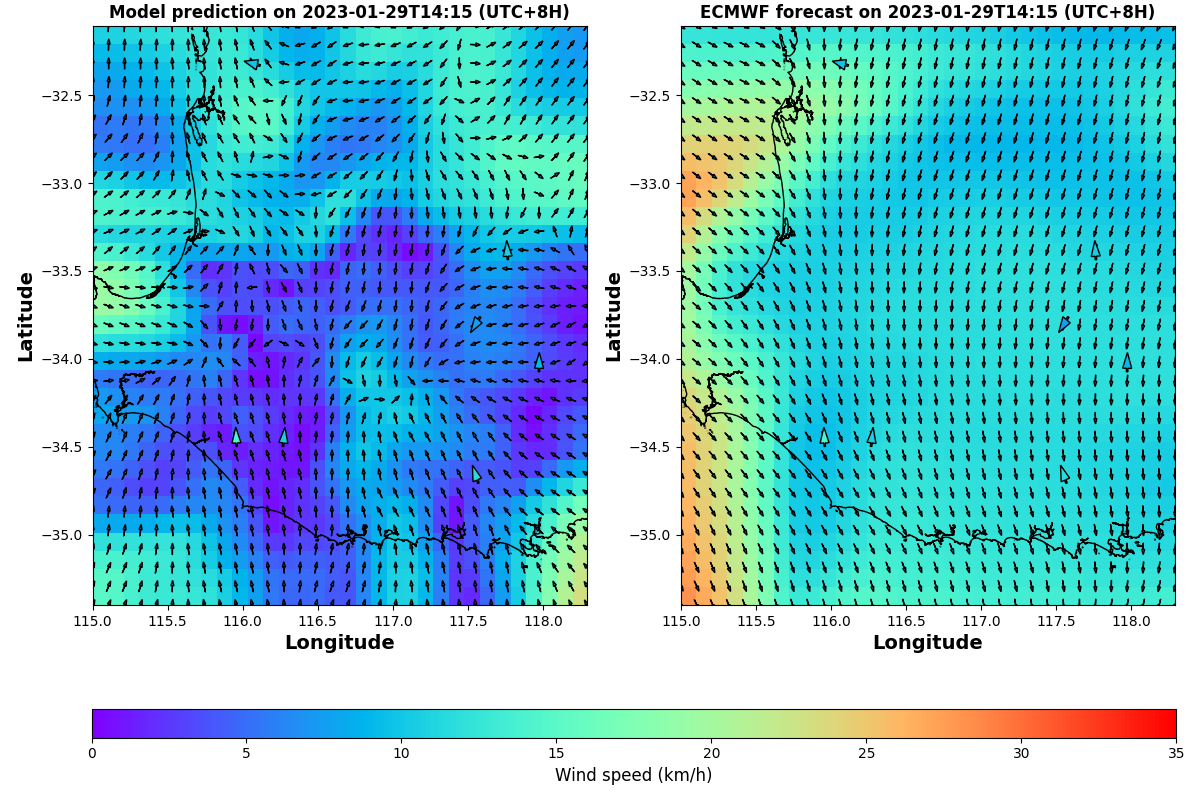 Model prediction on 2023-01-29T14:15 (UTC+8H)
ECMWF forecast on 2023-01-29T14:15 (UTC+8H)
Latitude
−32.5
−33.0
−33.5
−34.0
−34.5
−35.0
115.0 115.5 116.0 116.5 117.0 117.5 118.0
Longitude
Latitude
−32.5
−33.0
−33.5
−34.0
−34.5
−35.0
115.0 115.5 116.0 116.5 117.0 117.5 118.0
Longitude
0 5 10 15 20 25 30 35
Wind speed (km/h)